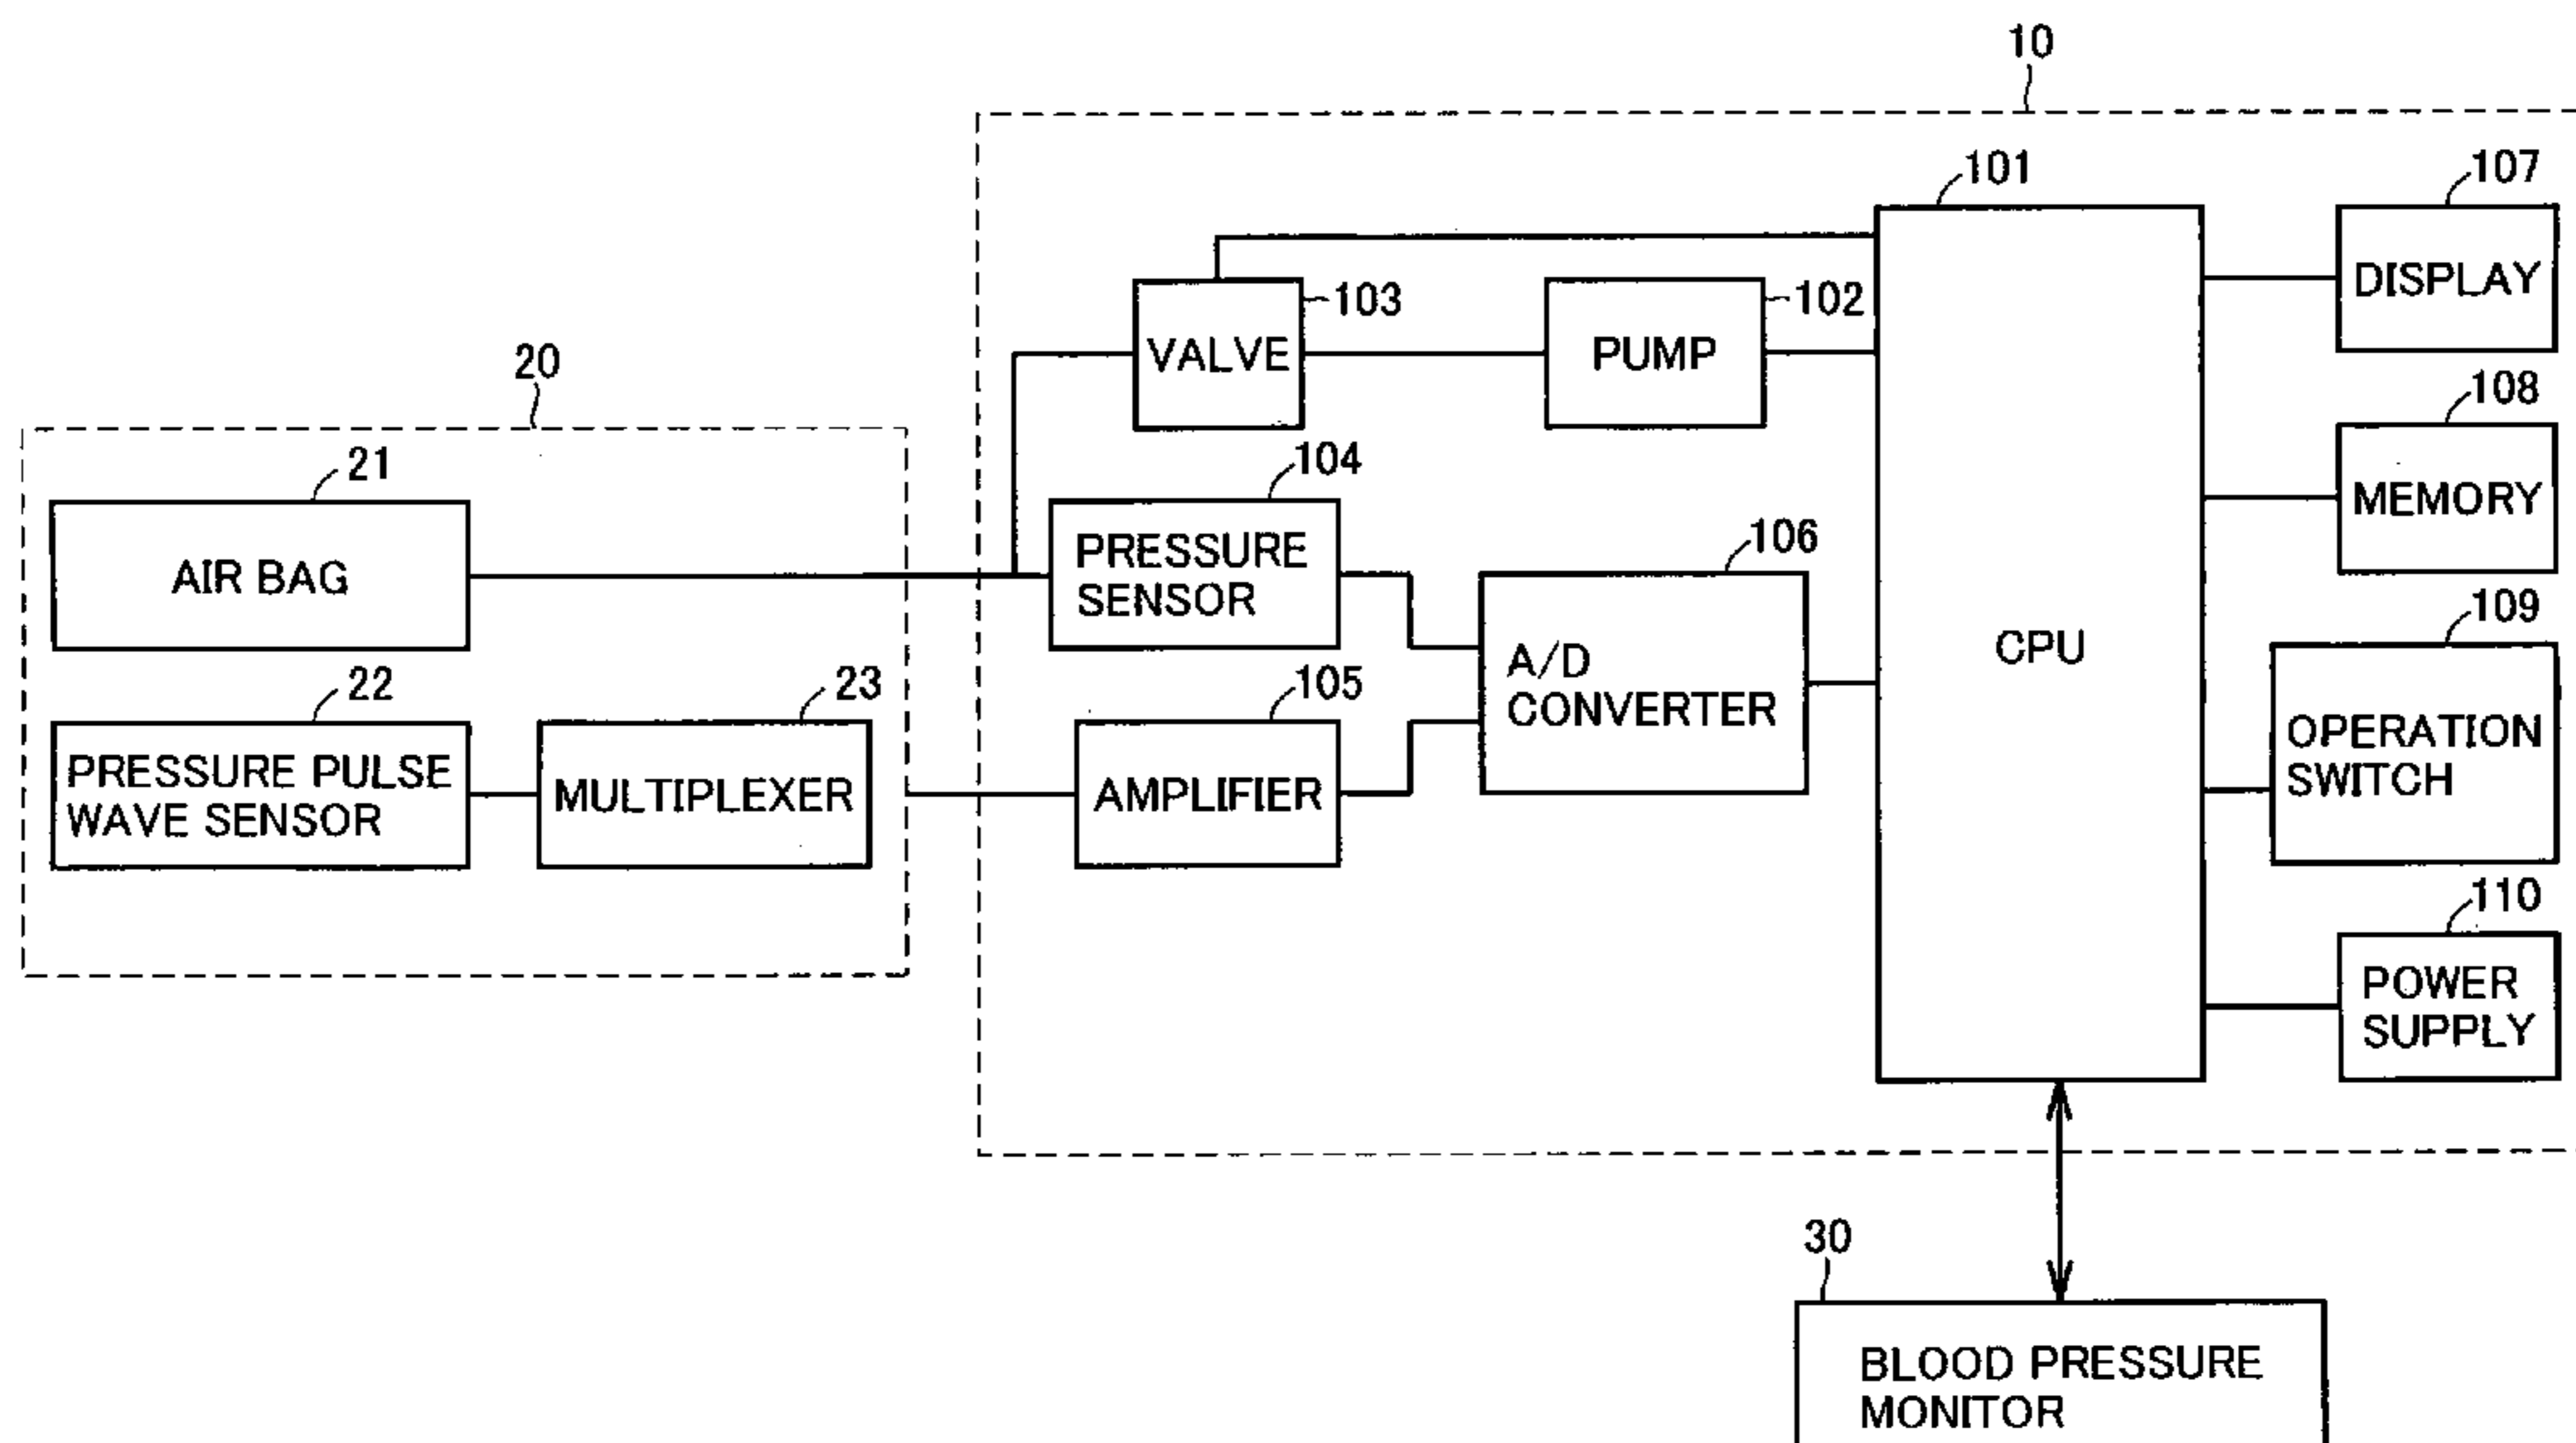 10
101
107
DISPLAY
103
VALVE
102
PUMP
108
MEMORY
20
21
AIR BAG
104
PRESSURE
SENSOR
106
A/D
CONVERTER
CPU
109
OPERATION
SWITCH
22
PRESSURE PULSE
WAVE SENSOR
23
MULTIPLEXER
105
AMPLIFIER
110
POWER
SUPPLY
30
BLOOD PRESSURE
MONITOR